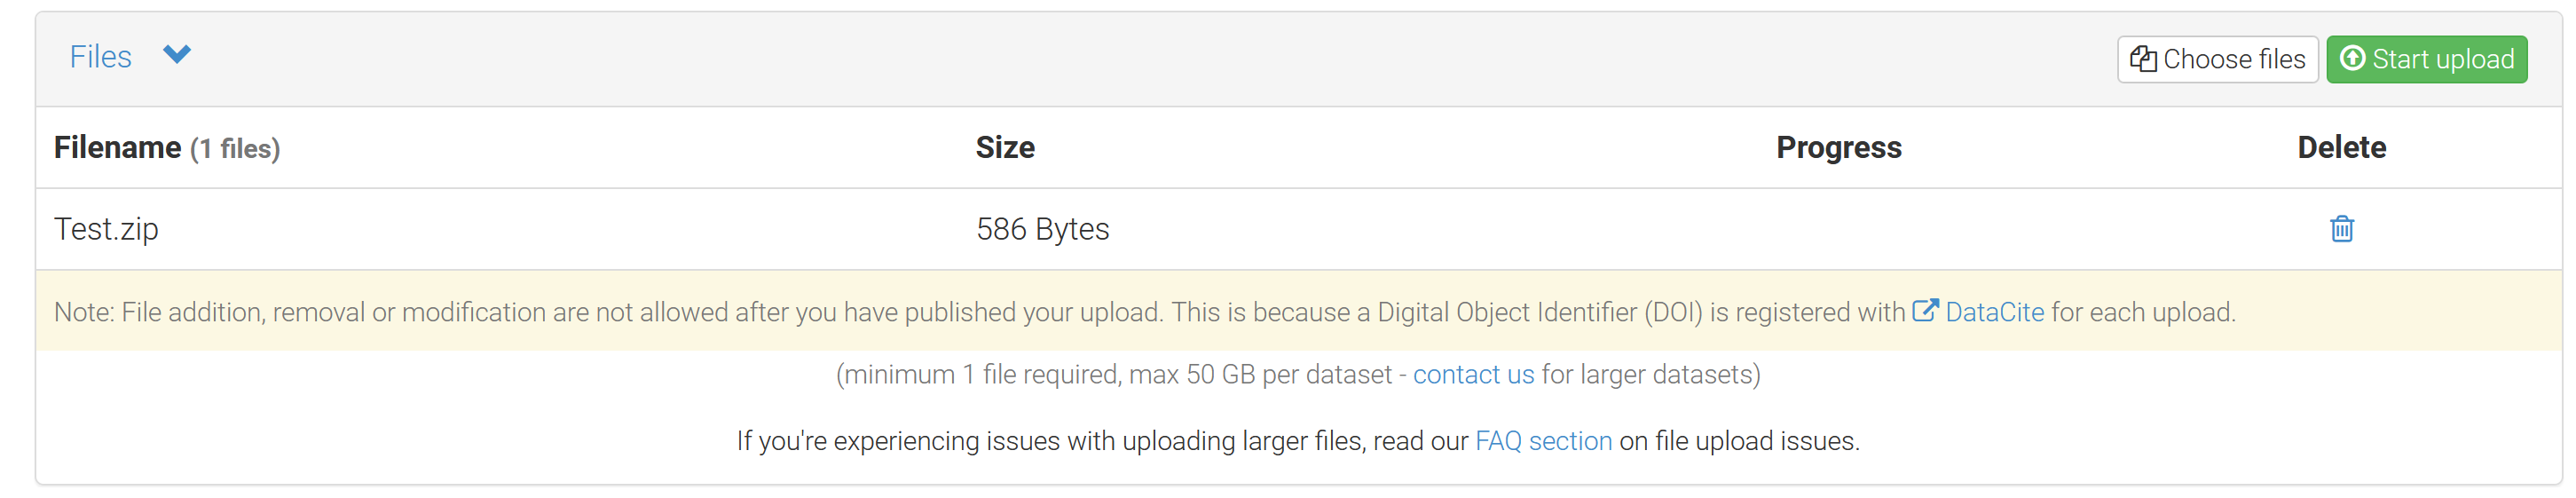 Files Choose files Start upload
Filename (1 files) Size Progress Delete
Test.zip 586 Bytes
Note: File addition, removal or modification are not allowed after you have published your upload. This is because a Digital Object Identifier (DOI) is registered with DataCite for each upload.
(minimum 1 file required, max 50 GB per dataset - contact us for larger datasets)
If you're experiencing issues with uploading larger files, read our FAQ section on file upload issues.